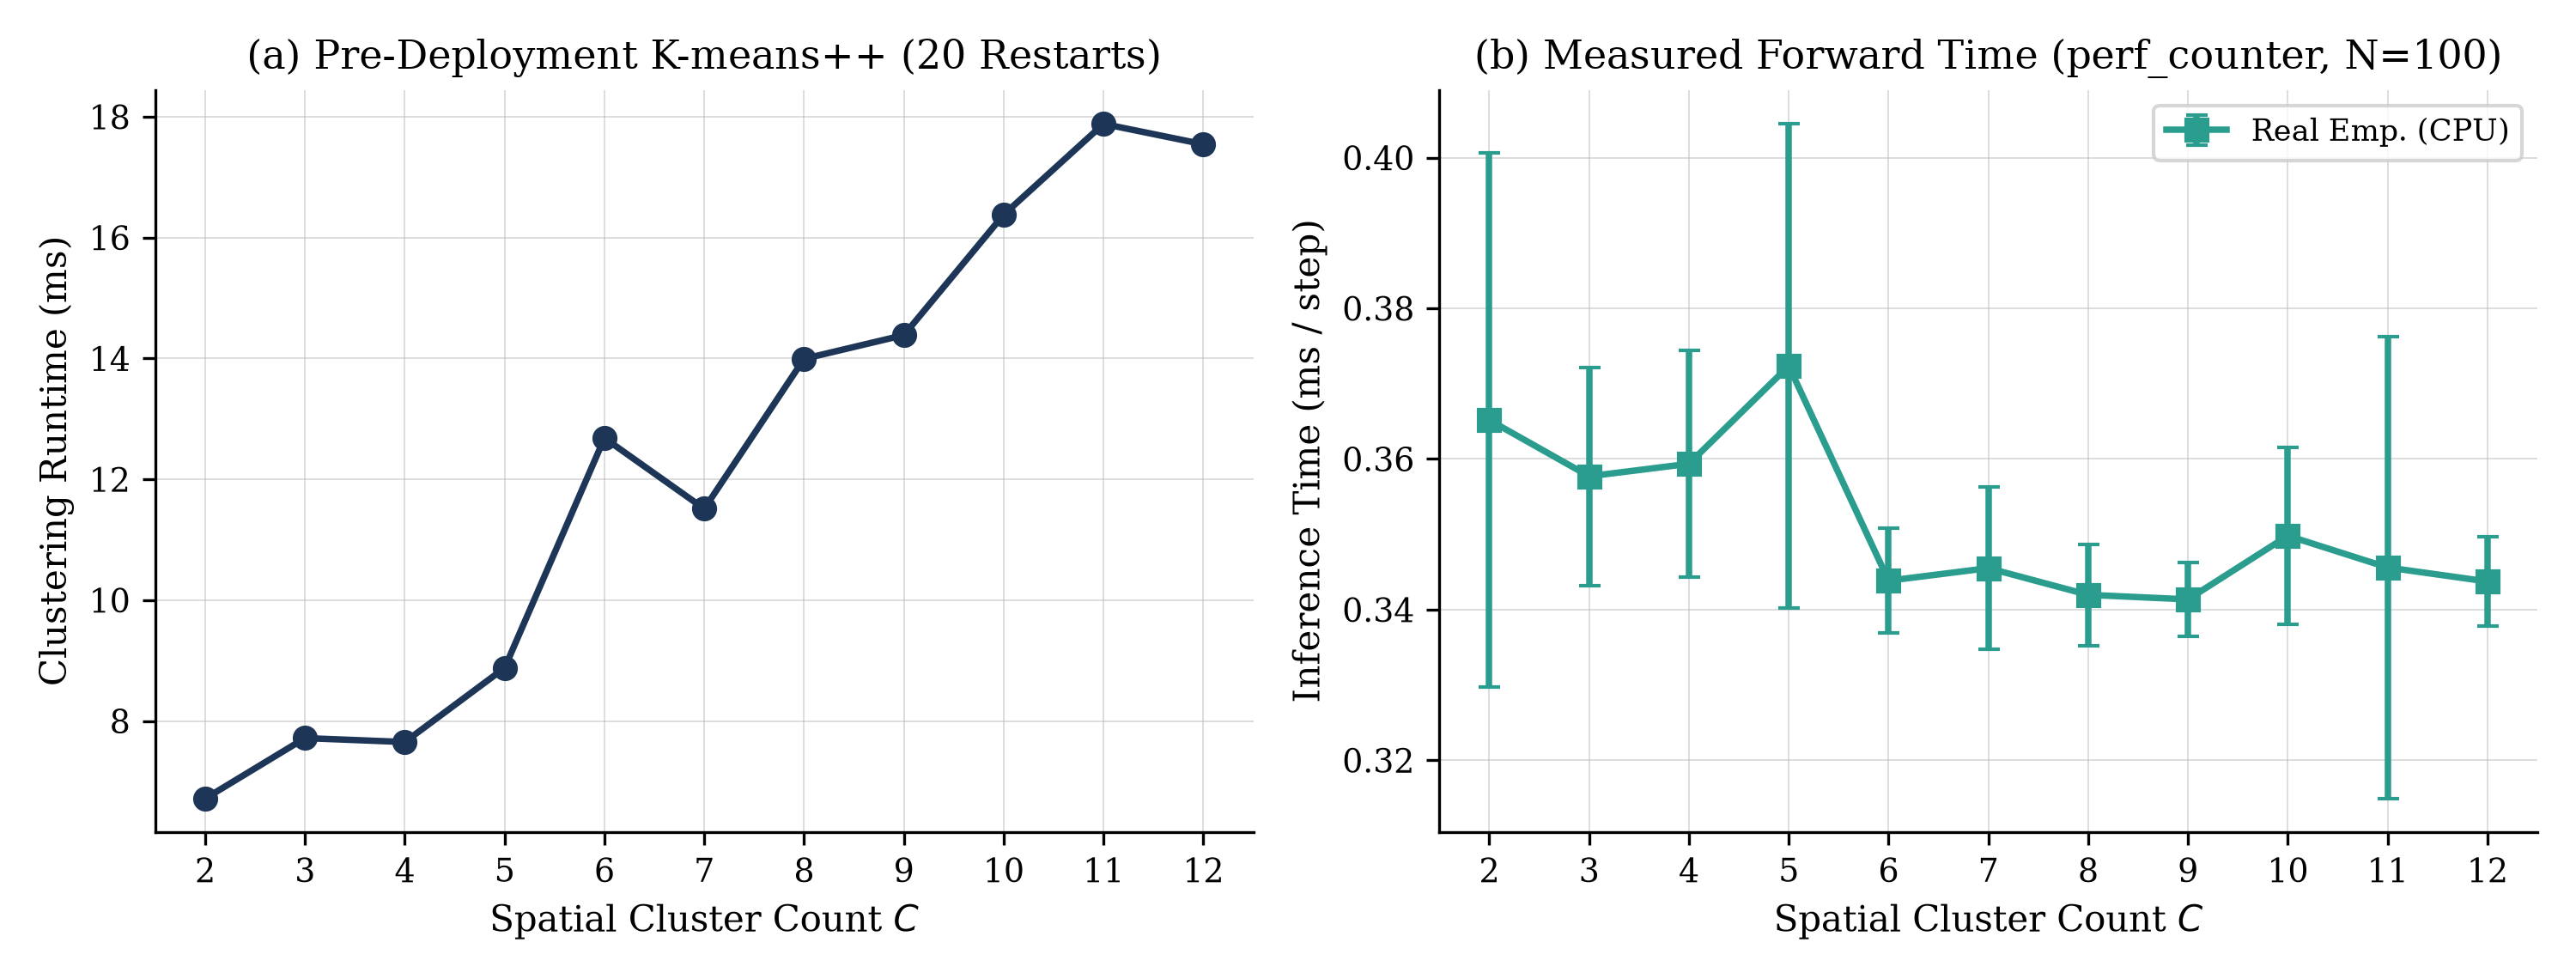 (a) Pre-Deployment K-means++ (20 Restarts)
Clustering Runtime (ms)
18
16
14
12
10
8
2 3 4 5 6 7 8 9 10 11 12
Spatial Cluster Count C
(b) Measured Forward Time (perf_counter, N=100)
Real Emp. (CPU)
Inference Time (ms / step)
0.40
0.38
0.36
0.34
0.32
2 3 4 5 6 7 8 9 10 11 12
Spatial Cluster Count C